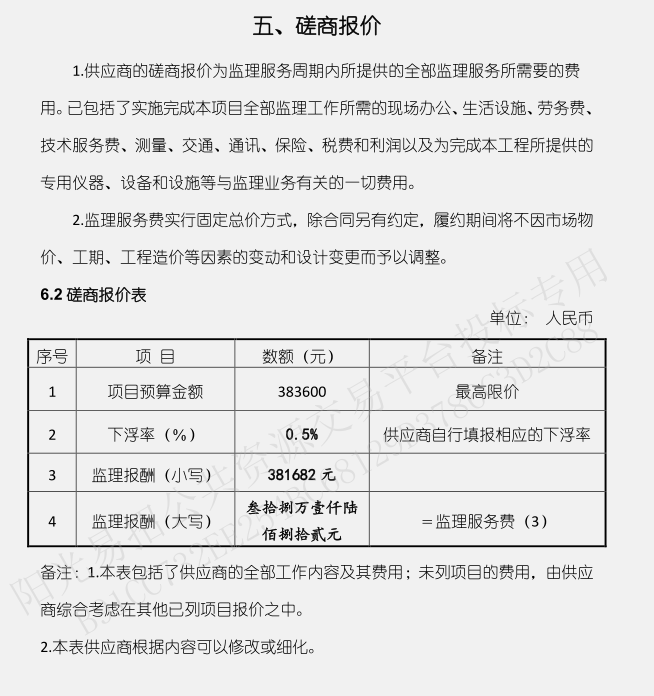 五、磋商报价
1.供应商的磋商报价为监理服务周期内所提供的全部监理服务所需要的费
用。已包括了实施完成本项目全部监理工作所需的现场办公、生活设施、劳务费、
技术服务费、测量、交通、通讯、保险、税费和利润以及为完成本工程所提供的
专用仪器、设备和设施等与监理业务有关的一切费用。
2.监理服务费实行固定总价方式，除合同另有约定，履约期间将不因市场物
价、工期、工程造价等因素的变动和设计变更而予以调整。
6.2 磋商报价表
单位： 人民币
序号 项 目 数额（元） 备注
1 项目预算金额 383600 最高限价
2 下浮率（%） 0.5% 供应商自行填报相应的下浮率
3 监理报酬（小写） 381682 元
4 监理报酬（大写） 叁拾捌万壹仟陆
佰捌拾贰元 ＝监理服务费（3）
备注：1.本表包括了供应商的全部工作内容及其费用；未列项目的费用，由供应
商综合考虑在其他已列项目报价之中。
2.本表供应商根据内容可以修改或细化。
阳光易招公共资源交易平台投标专用